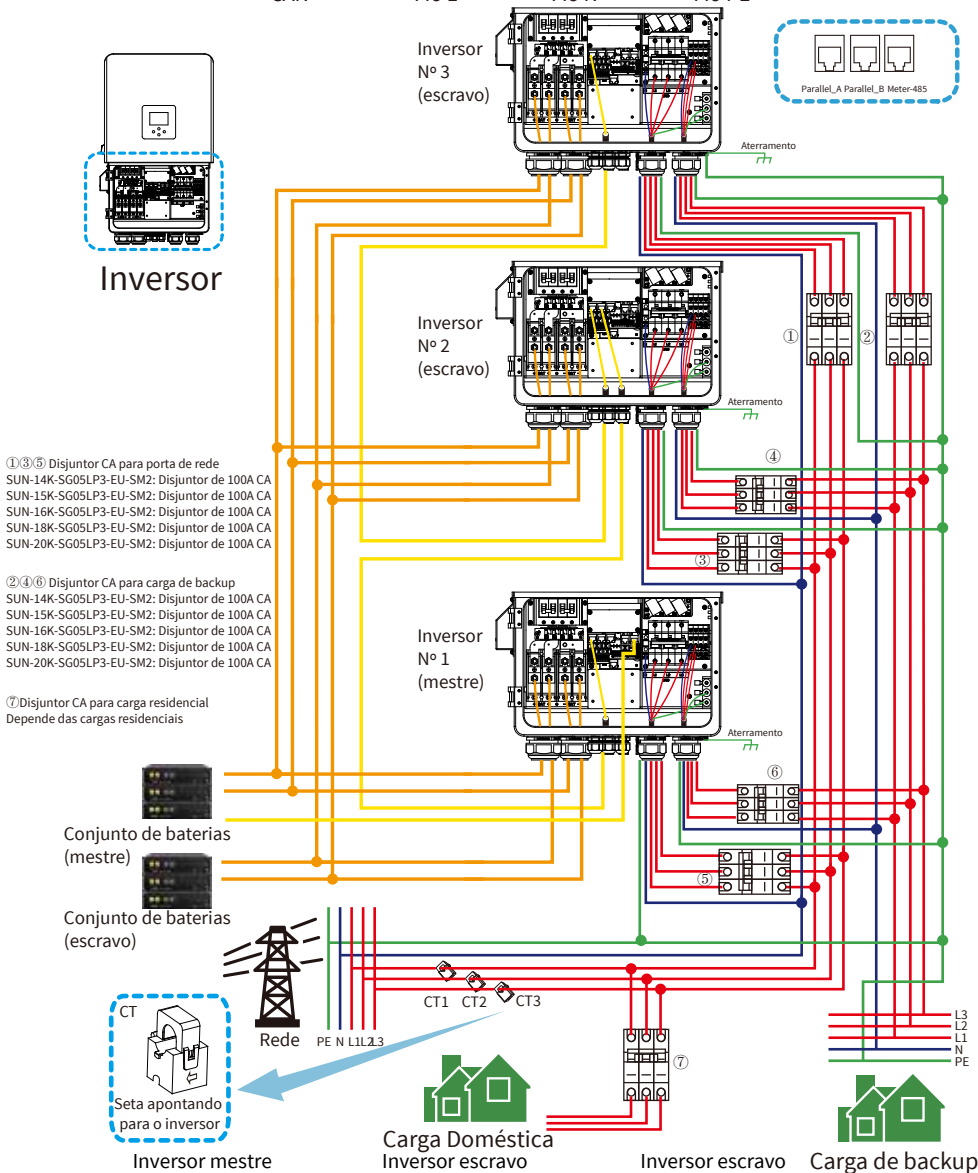 Inversor
Nº 3
(escravo)
Parallel_A Parallel_B Meter-485
Aterramento
Inversor
Inversor
Nº 2
(escravo)
①
②
Aterramento
①③⑤ Disjuntor CA para porta de rede
SUN-14K-SG05LP3-EU-SM2: Disjuntor de 100A CA
SUN-15K-SG05LP3-EU-SM2: Disjuntor de 100A CA
SUN-16K-SG05LP3-EU-SM2: Disjuntor de 100A CA
SUN-18K-SG05LP3-EU-SM2: Disjuntor de 100A CA
SUN-20K-SG05LP3-EU-SM2: Disjuntor de 100A CA
④
③
②④⑥ Disjuntor CA para carga de backup
SUN-14K-SG05LP3-EU-SM2: Disjuntor de 100A CA
SUN-15K-SG05LP3-EU-SM2: Disjuntor de 100A CA
SUN-16K-SG05LP3-EU-SM2: Disjuntor de 100A CA
SUN-18K-SG05LP3-EU-SM2: Disjuntor de 100A CA
SUN-20K-SG05LP3-EU-SM2: Disjuntor de 100A CA
Inversor
Nº 1
(mestre)
⑦Disjuntor CA para carga residencial
Depende das cargas residenciais
Aterramento
⑥
Conjunto de baterias
(mestre)
⑤
Conjunto de baterias
(escravo)
CT1 CT2 CT3
CT
Rede
PE N L1L2L3
L3
L2
L1
N
PE
⑦
Seta apontando
para o inversor
Carga Doméstica
Carga de backup
Inversor mestre
Inversor escravo
Inversor escravo